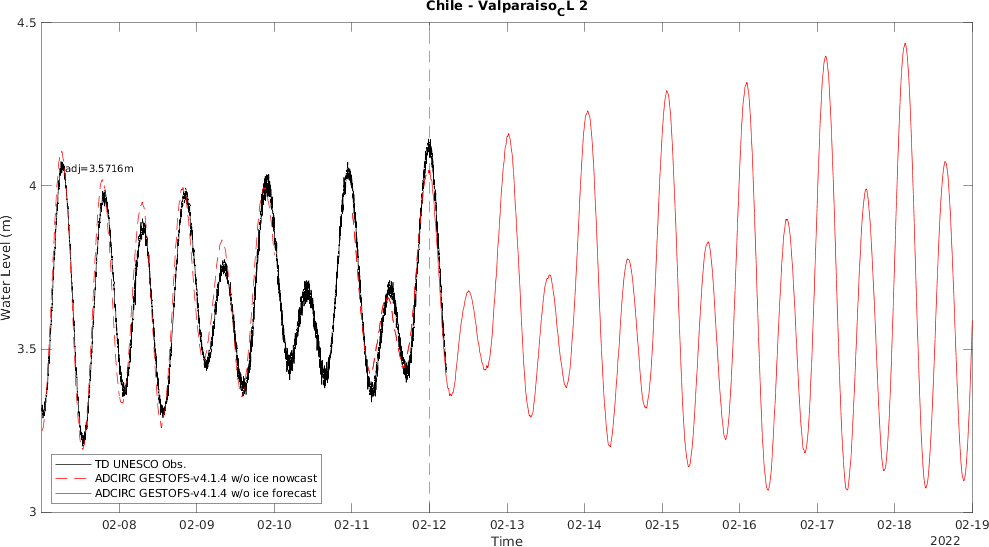 Chile - Valparaiso_CL 2
4.5
4
3.5
3
Water Level (m)
adj=3.5716m
TD UNESCO Obs.
ADCIRC GESTOFS-v4.1.4 w/o ice nowcast
ADCIRC GESTOFS-v4.1.4 w/o ice forecast
02-08 02-09 02-10 02-11 02-12 02-13 02-14 02-15 02-16 02-17 02-18 02-19
Time
2022